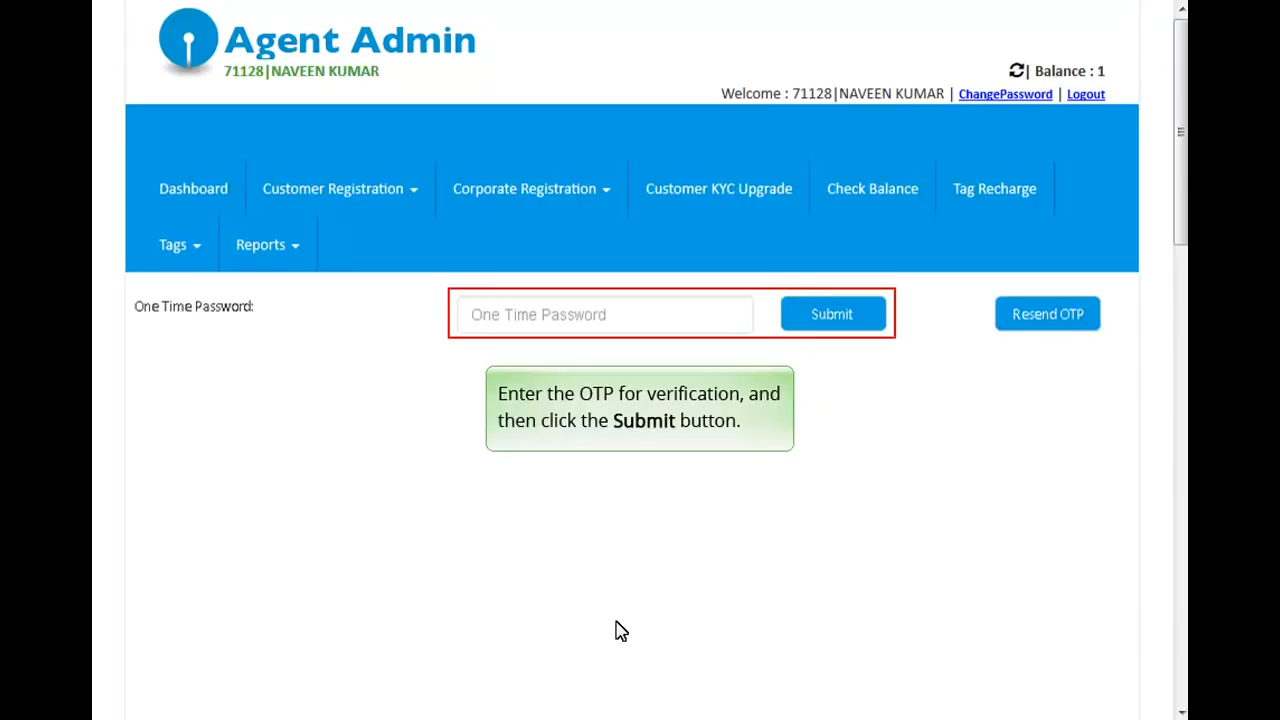 Agent Admin
71128|NAVEEN KUMAR
| Balance : 1
Welcome : 71128|NAVEEN KUMAR | ChangePassword | Logout
Dashboard Customer Registration Corporate Registration Customer KYC Upgrade Check Balance Tag Recharge
Tags Reports
One Time Password: One Time Password Submit Resend OTP
Enter the OTP for verification, and
then click the Submit button.